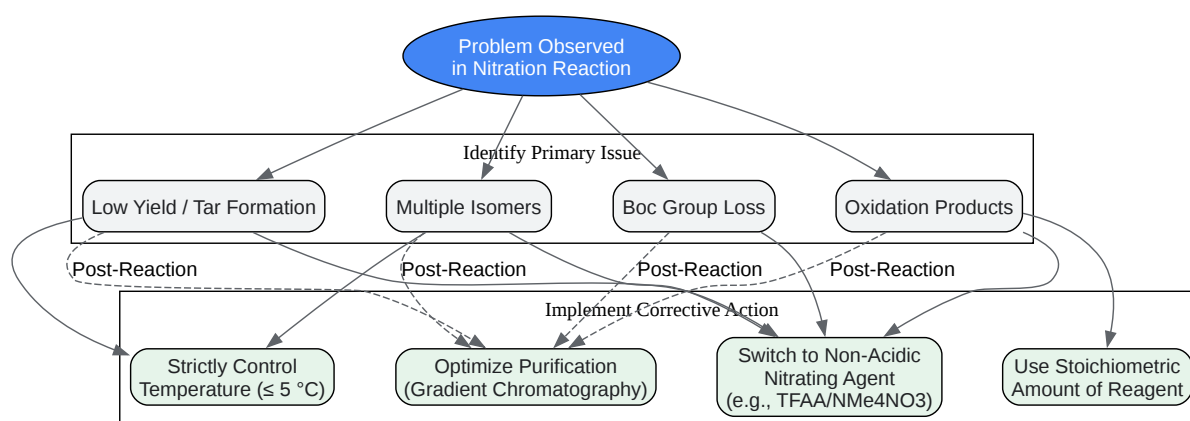 Problem Observed
in Nitration Reaction
Identify Primary Issue
Low Yield / Tar Formation
Multiple Isomers
Boc Group Loss
Oxidation Products
Post-Reaction
Post-Reaction
Post-Reaction
Post-Reaction
Implement Corrective Action
Strictly Control
Temperature (≤ 5 °C)
Optimize Purification
(Gradient Chromatography)
Switch to Non-Acidic
Nitrating Agent
(e.g., TFAA/NMe4NO3)
Use Stoichiometric
Amount of Reagent